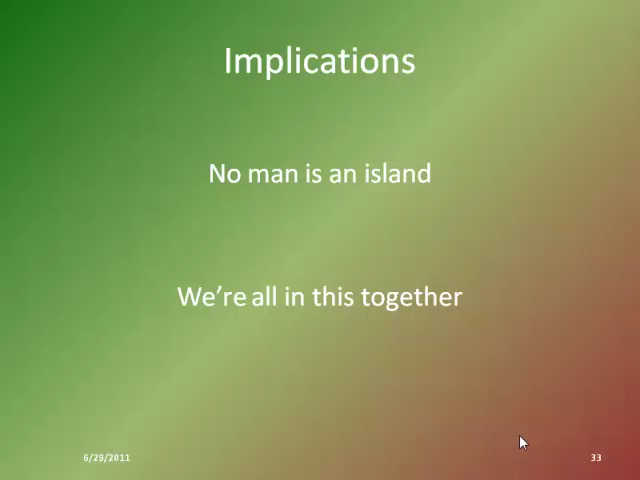 Implications
No man is an island
We're all in this together
6/29/2011
33